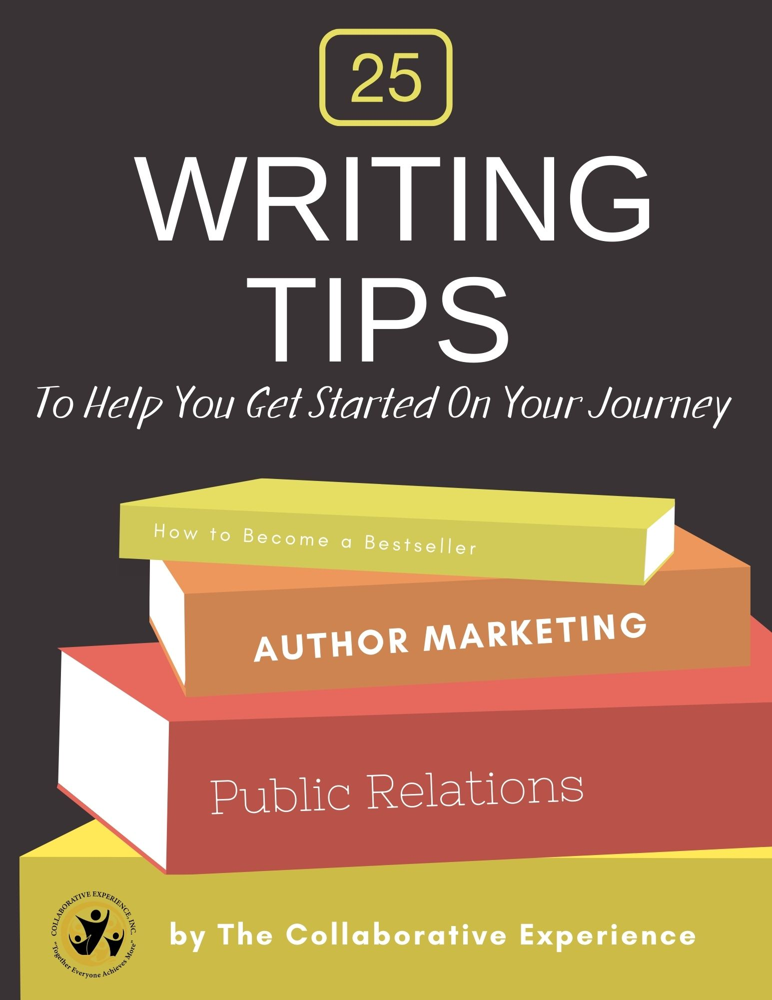 25
WRITING
TIPS
To Help You Get Started On Your Journey
How to Become a Bestseller
AUTHOR MARKETING
Public Relations
COLLABORATIVE EXPERIENCE, INC.
"Together Everyone Achieves More"
by The Collaborative Experience